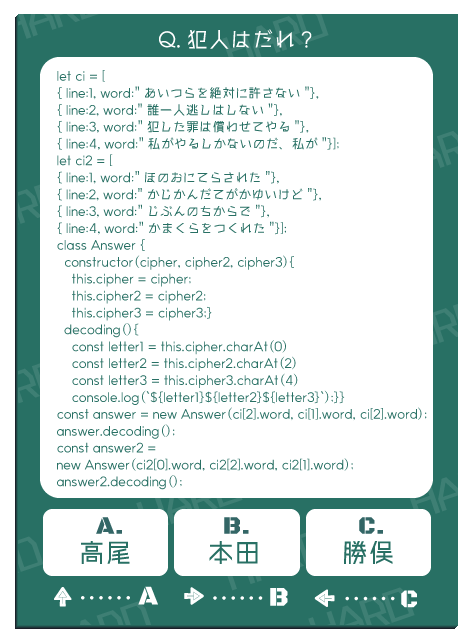 Q. 犯人はだれ？
let ci = [
{ line:1, word:" あいつらを絶対に許さない "},
{ line:2, word:" 誰一人逃しはしない "},
{ line:3, word:" 犯した罪は償わせてやる "},
{ line:4, word:" 私がやるしかないのだ、私が "}];
let ci2 = [
{ line:1, word:" ほのおにてらされた "},
{ line:2, word:" かじかんだてがかゆいけど "},
{ line:3, word:" じぶんのちからで "},
{ line:4, word:" かまくらをつくれた "}];
class Answer {
constructor(cipher, cipher2, cipher3){
this.cipher = cipher;
this.cipher2 = cipher2;
this.cipher3 = cipher3;}
decoding(){
const letter1 = this.cipher.charAt(0)
const letter2 = this.cipher2.charAt(2)
const letter3 = this.cipher3.charAt(4)
console.log(`${letter1}${letter2}${letter3}`);}}
const answer = new Answer(ci[2].word, ci[1].word, ci[2].word);
answer.decoding();
const answer2 =
new Answer(ci2[0].word, ci2[2].word, ci2[1].word);
answer2.decoding();
A. B. C.
高尾 本田 勝俣
↑ ······ A → ······ B ← ······ C